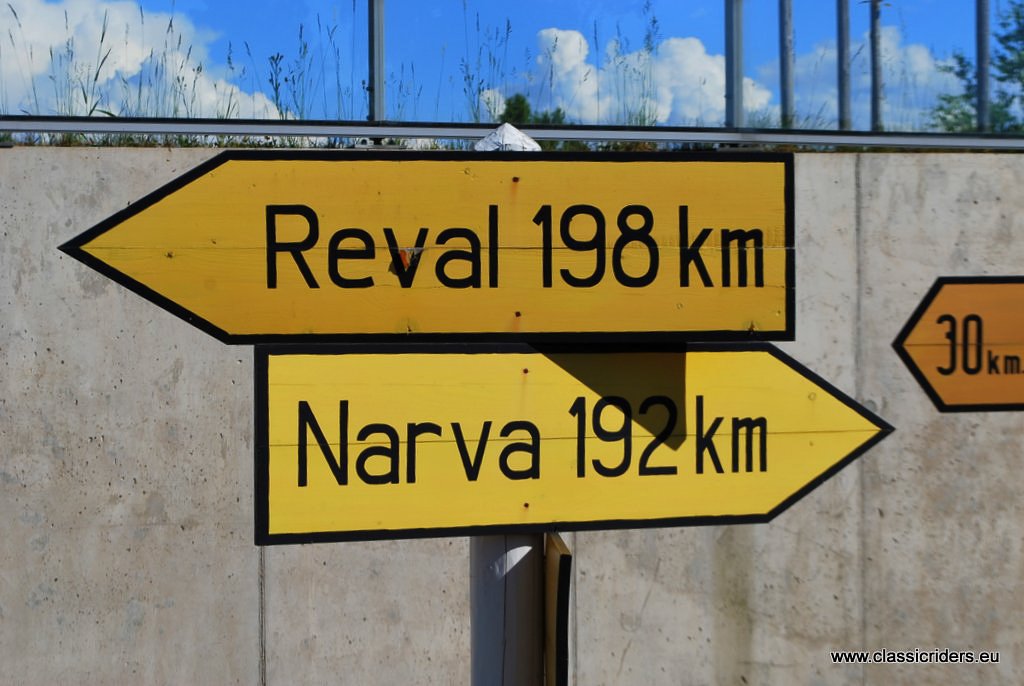 Reval 198 km
Narva 192 km
30 km
www.classicriders.eu